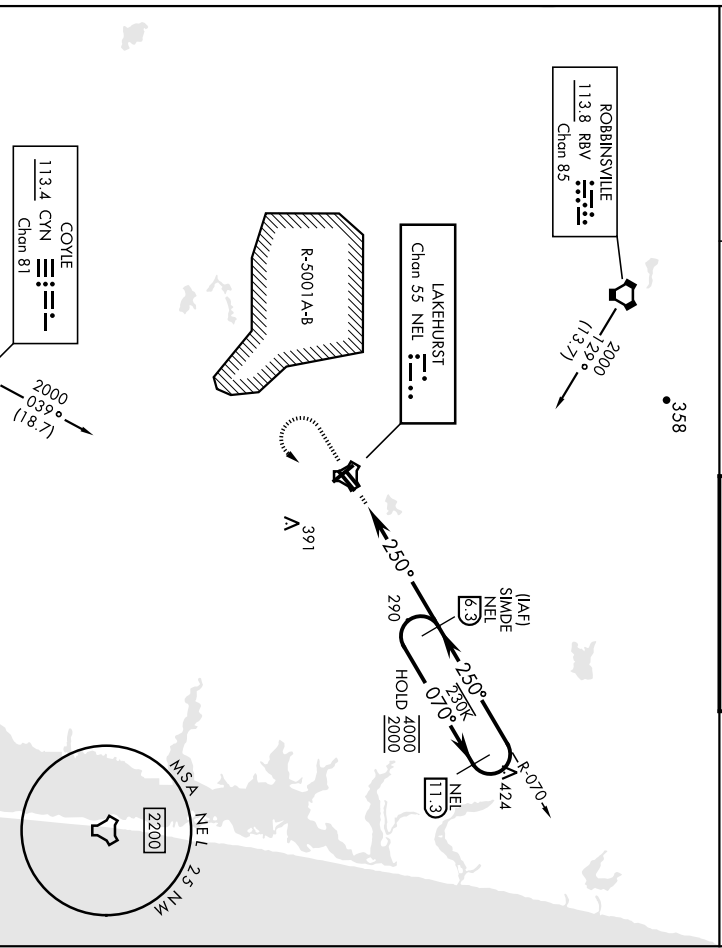 ROBBINSVILLE
113.8 RBV
Chan 85
2000
129°
(13.7)
358
LAKEHURST
Chan 55 NEL
R-5001A-B
COYLE
113.4 CYN
Chan 81
2000
039°
(18.7)
391
250°
(IAF)
SIMDE
NEL
6.3
290
250°
230K
070°
HOLD 4000
2000
R-070
424
NEL
11.3
MSA NEL 25 NM
2200